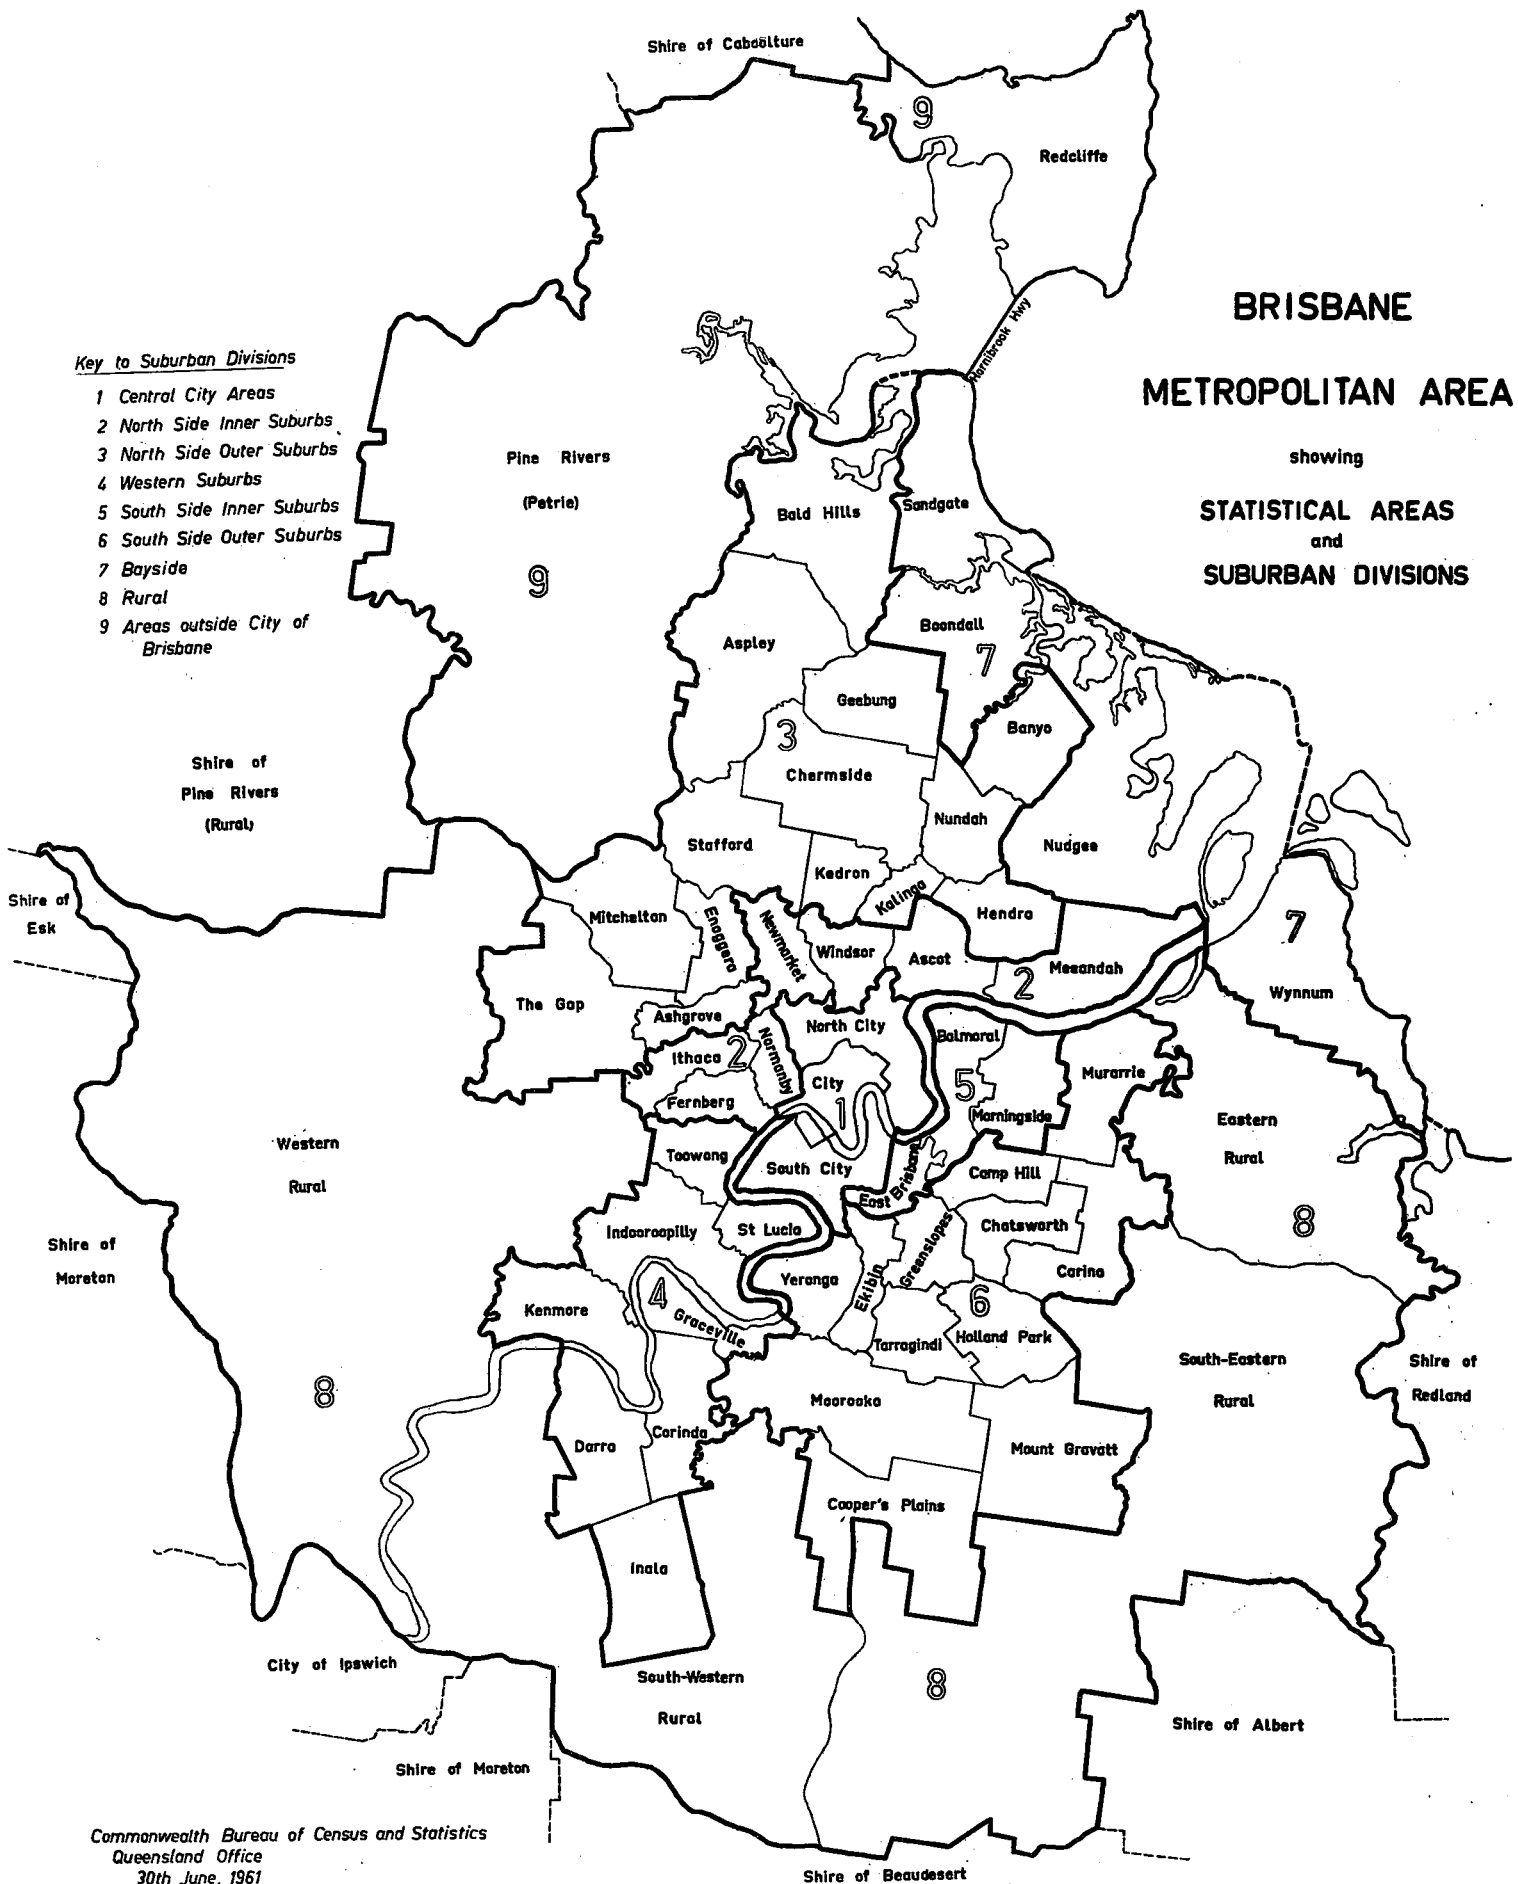 Shire of Caboolture
9
Redcliffe
Hornibrook Hwy
BRISBANE
METROPOLITAN AREA
showing
STATISTICAL AREAS
and
SUBURBAN DIVISIONS
Key to Suburban Divisions
1 Central City Areas
2 North Side Inner Suburbs
3 North Side Outer Suburbs
4 Western Suburbs
5 South Side Inner Suburbs
6 South Side Outer Suburbs
7 Bayside
8 Rural
9 Areas outside City of
Brisbane
Pine Rivers
(Petrie)
9
Bald Hills
Sandgate
Boondall
7
Aspley
Geebung
Banyo
3
Chermside
Shire of
Pine Rivers
(Rural)
Stafford
Nundah
Nudgee
Kedron
Kalinga
Shire of
Esk
Mitchelton
Enoggera
Newmarket
Windsor
Hendra
Ascot
2
Meeandah
7
Wynnum
The Gap
Ashgrove
North City
Balmoral
Ithaca
2
Normanby
City
1
5
Murarrie
Fernberg
Morningside
Eastern
Rural
Western
Rural
Toowong
South City
East Brisbane
Camp Hill
8
Indooroopilly
St Lucia
Greenslopes
Chatsworth
Shire of
Moreton
Yeronga
Ekibin
Carina
Kenmore
4
Graceville
6
Tarragindi
Holland Park
8
South-Eastern
Rural
Shire of
Redland
Moorooka
Darra
Corinda
Mount Gravatt
Cooper's Plains
Inala
City of Ipswich
South-Western
Rural
8
Shire of Albert
Shire of Moreton
Commonwealth Bureau of Census and Statistics
Queensland Office
30th June, 1961
Shire of Beaudesert